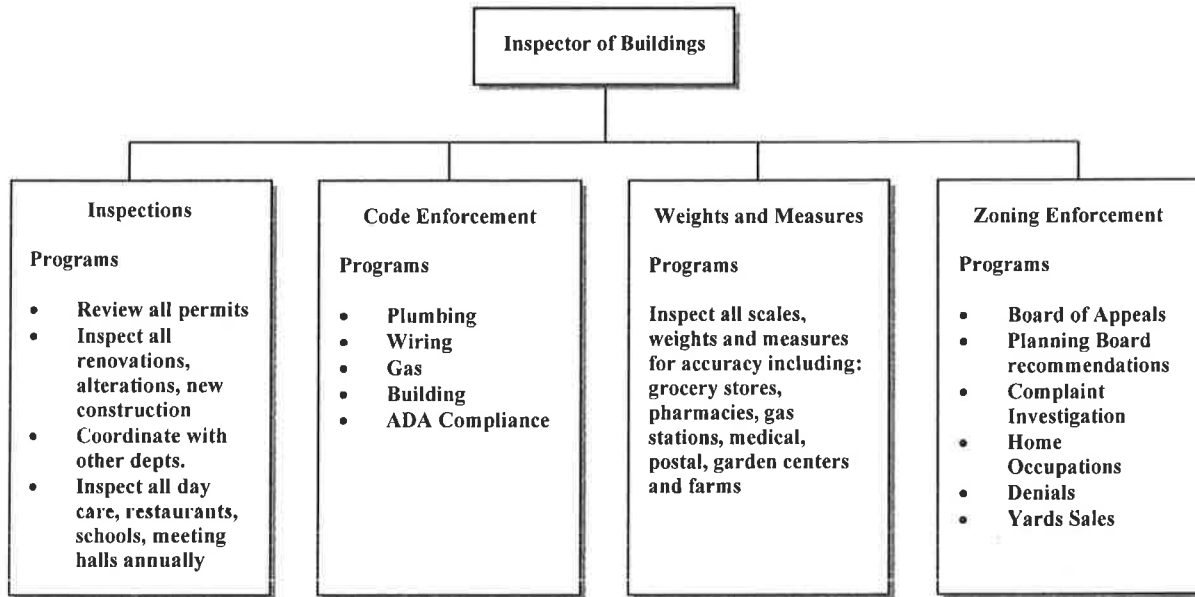 Inspector of Buildings
Inspections
Programs
• Review all permits
• Inspect all
renovations,
alterations, new
construction
• Coordinate with
other depts.
• Inspect all day
care, restaurants,
schools, meeting
halls annually
Code Enforcement
Programs
• Plumbing
• Wiring
• Gas
• Building
• ADA Compliance
Weights and Measures
Programs
Inspect all scales,
weights and measures
for accuracy including:
grocery stores,
pharmacies, gas
stations, medical,
postal, garden centers
and farms
Zoning Enforcement
Programs
• Board of Appeals
• Planning Board
recommendations
• Complaint
Investigation
• Home
Occupations
• Denials
• Yards Sales